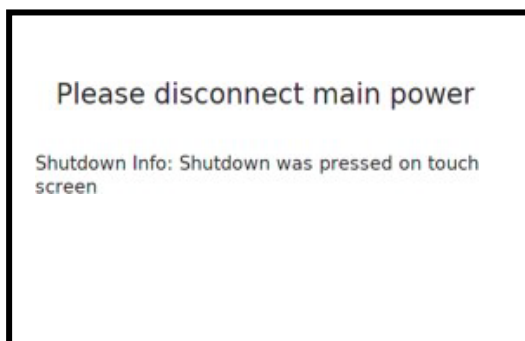 Please disconnect main power
Shutdown Info: Shutdown was pressed on touch
screen